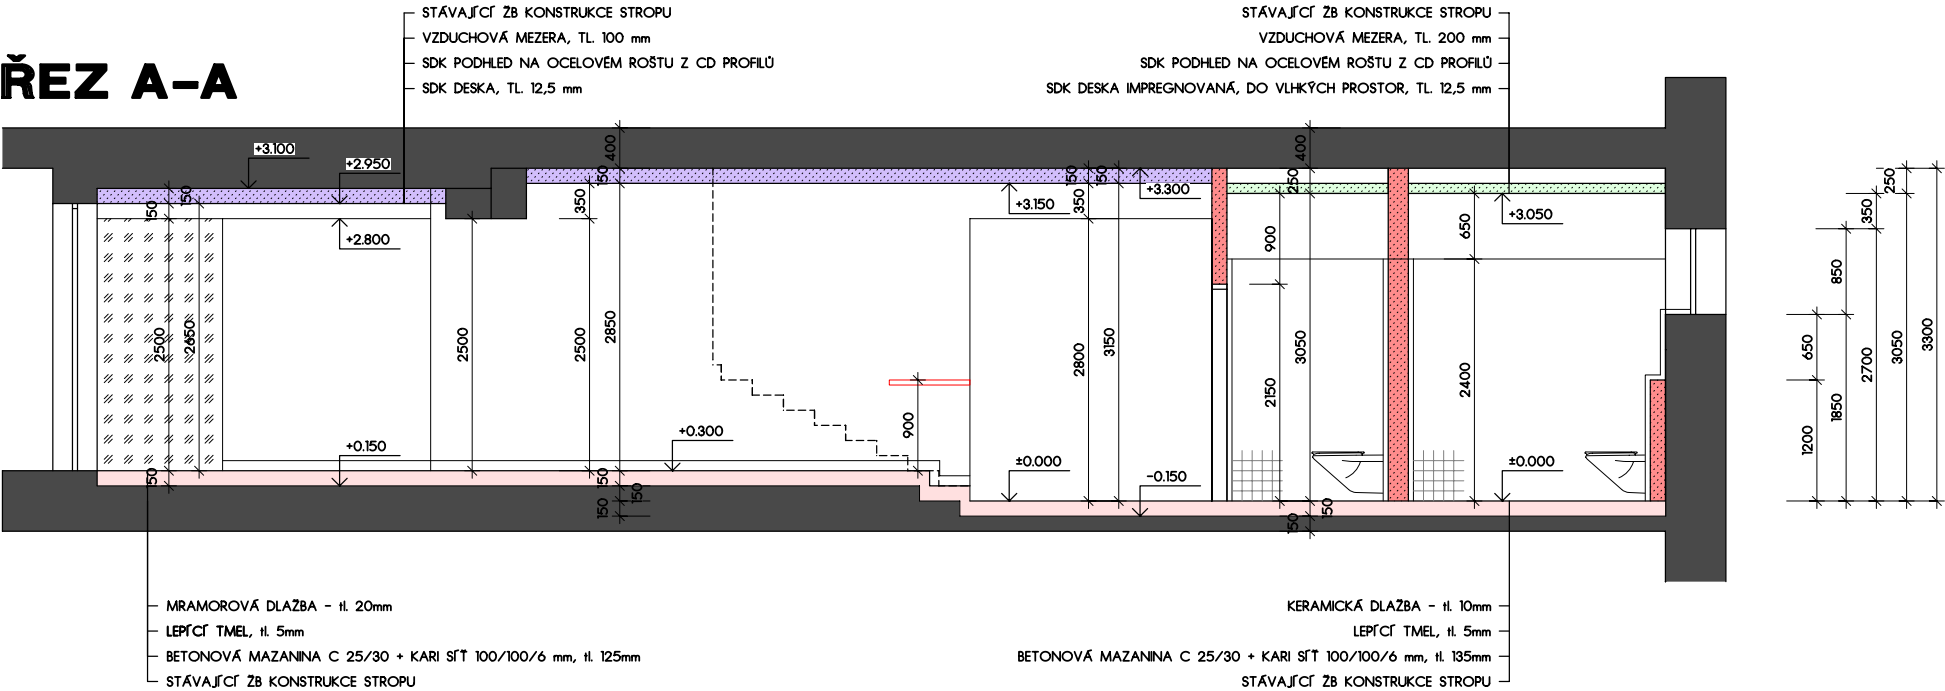 ŘEZ A-A
STÁVAJÍCÍ ŽB KONSTRUKCE STROPU
VZDUCHOVÁ MEZERA, TL. 100 mm
SDK PODHLED NA OCELOVÉM ROŠTU Z CD PROFILŮ
SDK DESKA, TL. 12,5 mm
STÁVAJÍCÍ ŽB KONSTRUKCE STROPU
VZDUCHOVÁ MEZERA, TL. 200 mm
SDK PODHLED NA OCELOVÉM ROŠTU Z CD PROFILŮ
SDK DESKA IMPREGNOVANÁ, DO VLHKÝCH PROSTOR, TL. 12,5 mm
+3.100
+2.950
+2.800
+0.150
+0.300
+3.150
+3.300
±0.000
-0.150
+3.050
±0.000
150
150
2500
2650
150
2500
400
150
350
2500
2850
150
150
150
900
150
150
350
2800
3150
400
250
900
2150
3050
150
150
650
2400
650
1200
850
1850
350
2700
250
3050
3300
MRAMOROVÁ DLAŽBA - tl. 20mm
LEPÍCÍ TMEL, tl. 5mm
BETONOVÁ MAZANINA C 25/30 + KARI SÍŤ 100/100/6 mm, tl. 125mm
STÁVAJÍCÍ ŽB KONSTRUKCE STROPU
KERAMICKÁ DLAŽBA - tl. 10mm
LEPÍCÍ TMEL, tl. 5mm
BETONOVÁ MAZANINA C 25/30 + KARI SÍŤ 100/100/6 mm, tl. 135mm
STÁVAJÍCÍ ŽB KONSTRUKCE STROPU